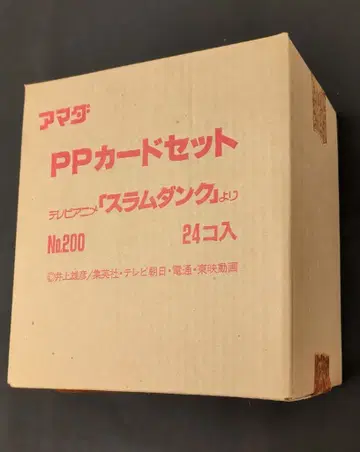 アマダ
PPカードセット
テレビアニメ「スラムダンク」より
No.200 24コ入
©井上雄彦/集英社・テレビ朝日・電通・東映動画